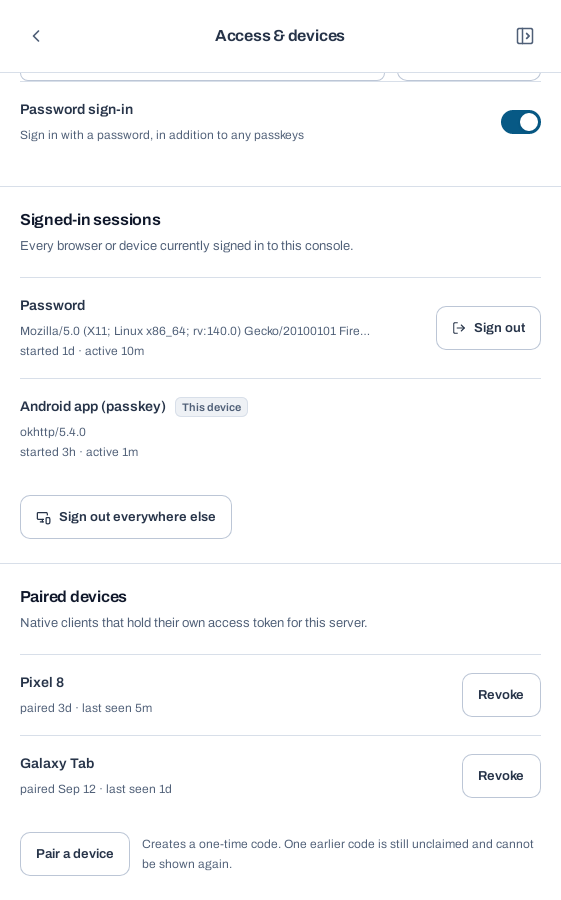 Access & devices
Password sign-in
Sign in with a password, in addition to any passkeys
Signed-in sessions
Every browser or device currently signed in to this console.
Password
Mozilla/5.0 (X11; Linux x86_64; rv:140.0) Gecko/20100101 Fire…
started 1d · active 10m
Sign out
Android app (passkey) This device
okhttp/5.4.0
started 3h · active 1m
Sign out everywhere else
Paired devices
Native clients that hold their own access token for this server.
Pixel 8
paired 3d · last seen 5m
Revoke
Galaxy Tab
paired Sep 12 · last seen 1d
Revoke
Pair a device
Creates a one-time code. One earlier code is still unclaimed and cannot
be shown again.